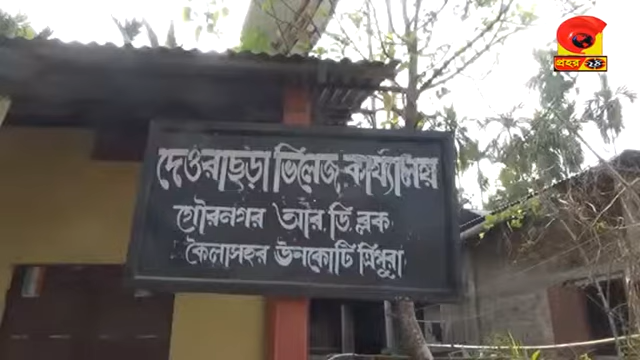 প্রহর ২৪
দেওরাছড়া ভিলেজ কার্য্যালয়
গৌরনগর আর.ডি.ব্লক
কৈলাসহর ঊনকোটি ত্রিপুরা